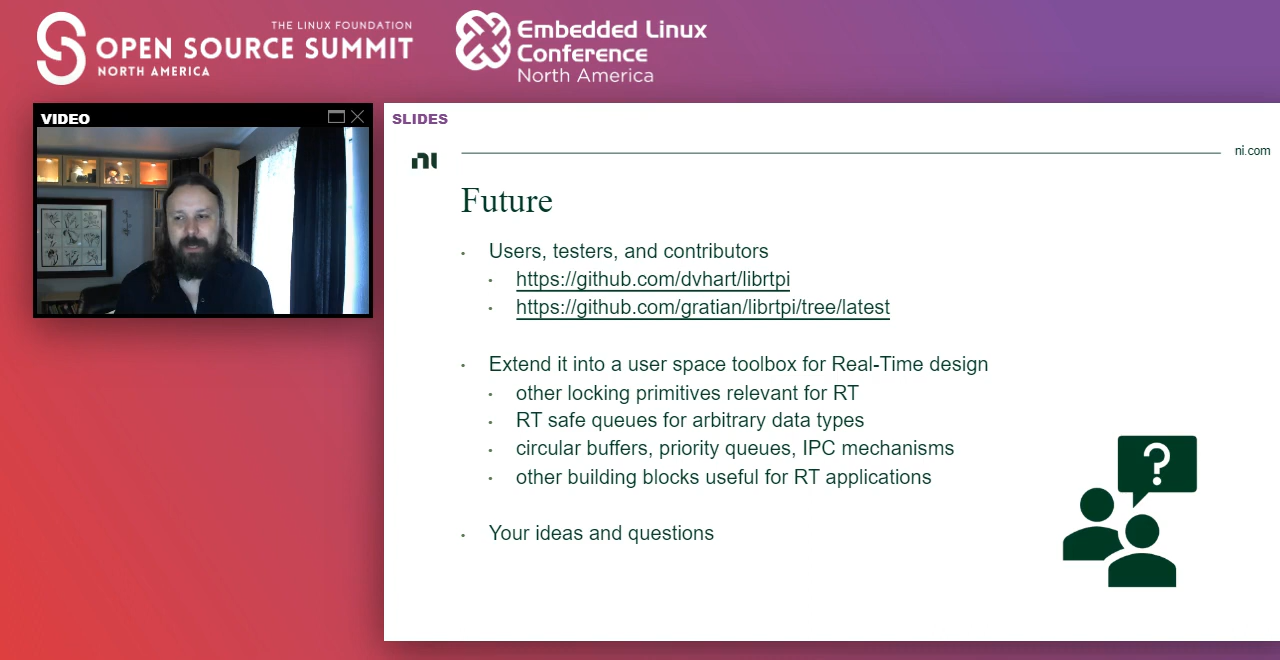 THE LINUX FOUNDATION
OPEN SOURCE SUMMIT
NORTH AMERICA
Embedded Linux
Conference
North America
VIDEO
SLIDES
ni
ni.com
Future
Users, testers, and contributors
https://github.com/dvhart/librtpi
https://github.com/gratian/librtpi/tree/latest
Extend it into a user space toolbox for Real-Time design
other locking primitives relevant for RT
RT safe queues for arbitrary data types
circular buffers, priority queues, IPC mechanisms
other building blocks useful for RT applications
Your ideas and questions
?